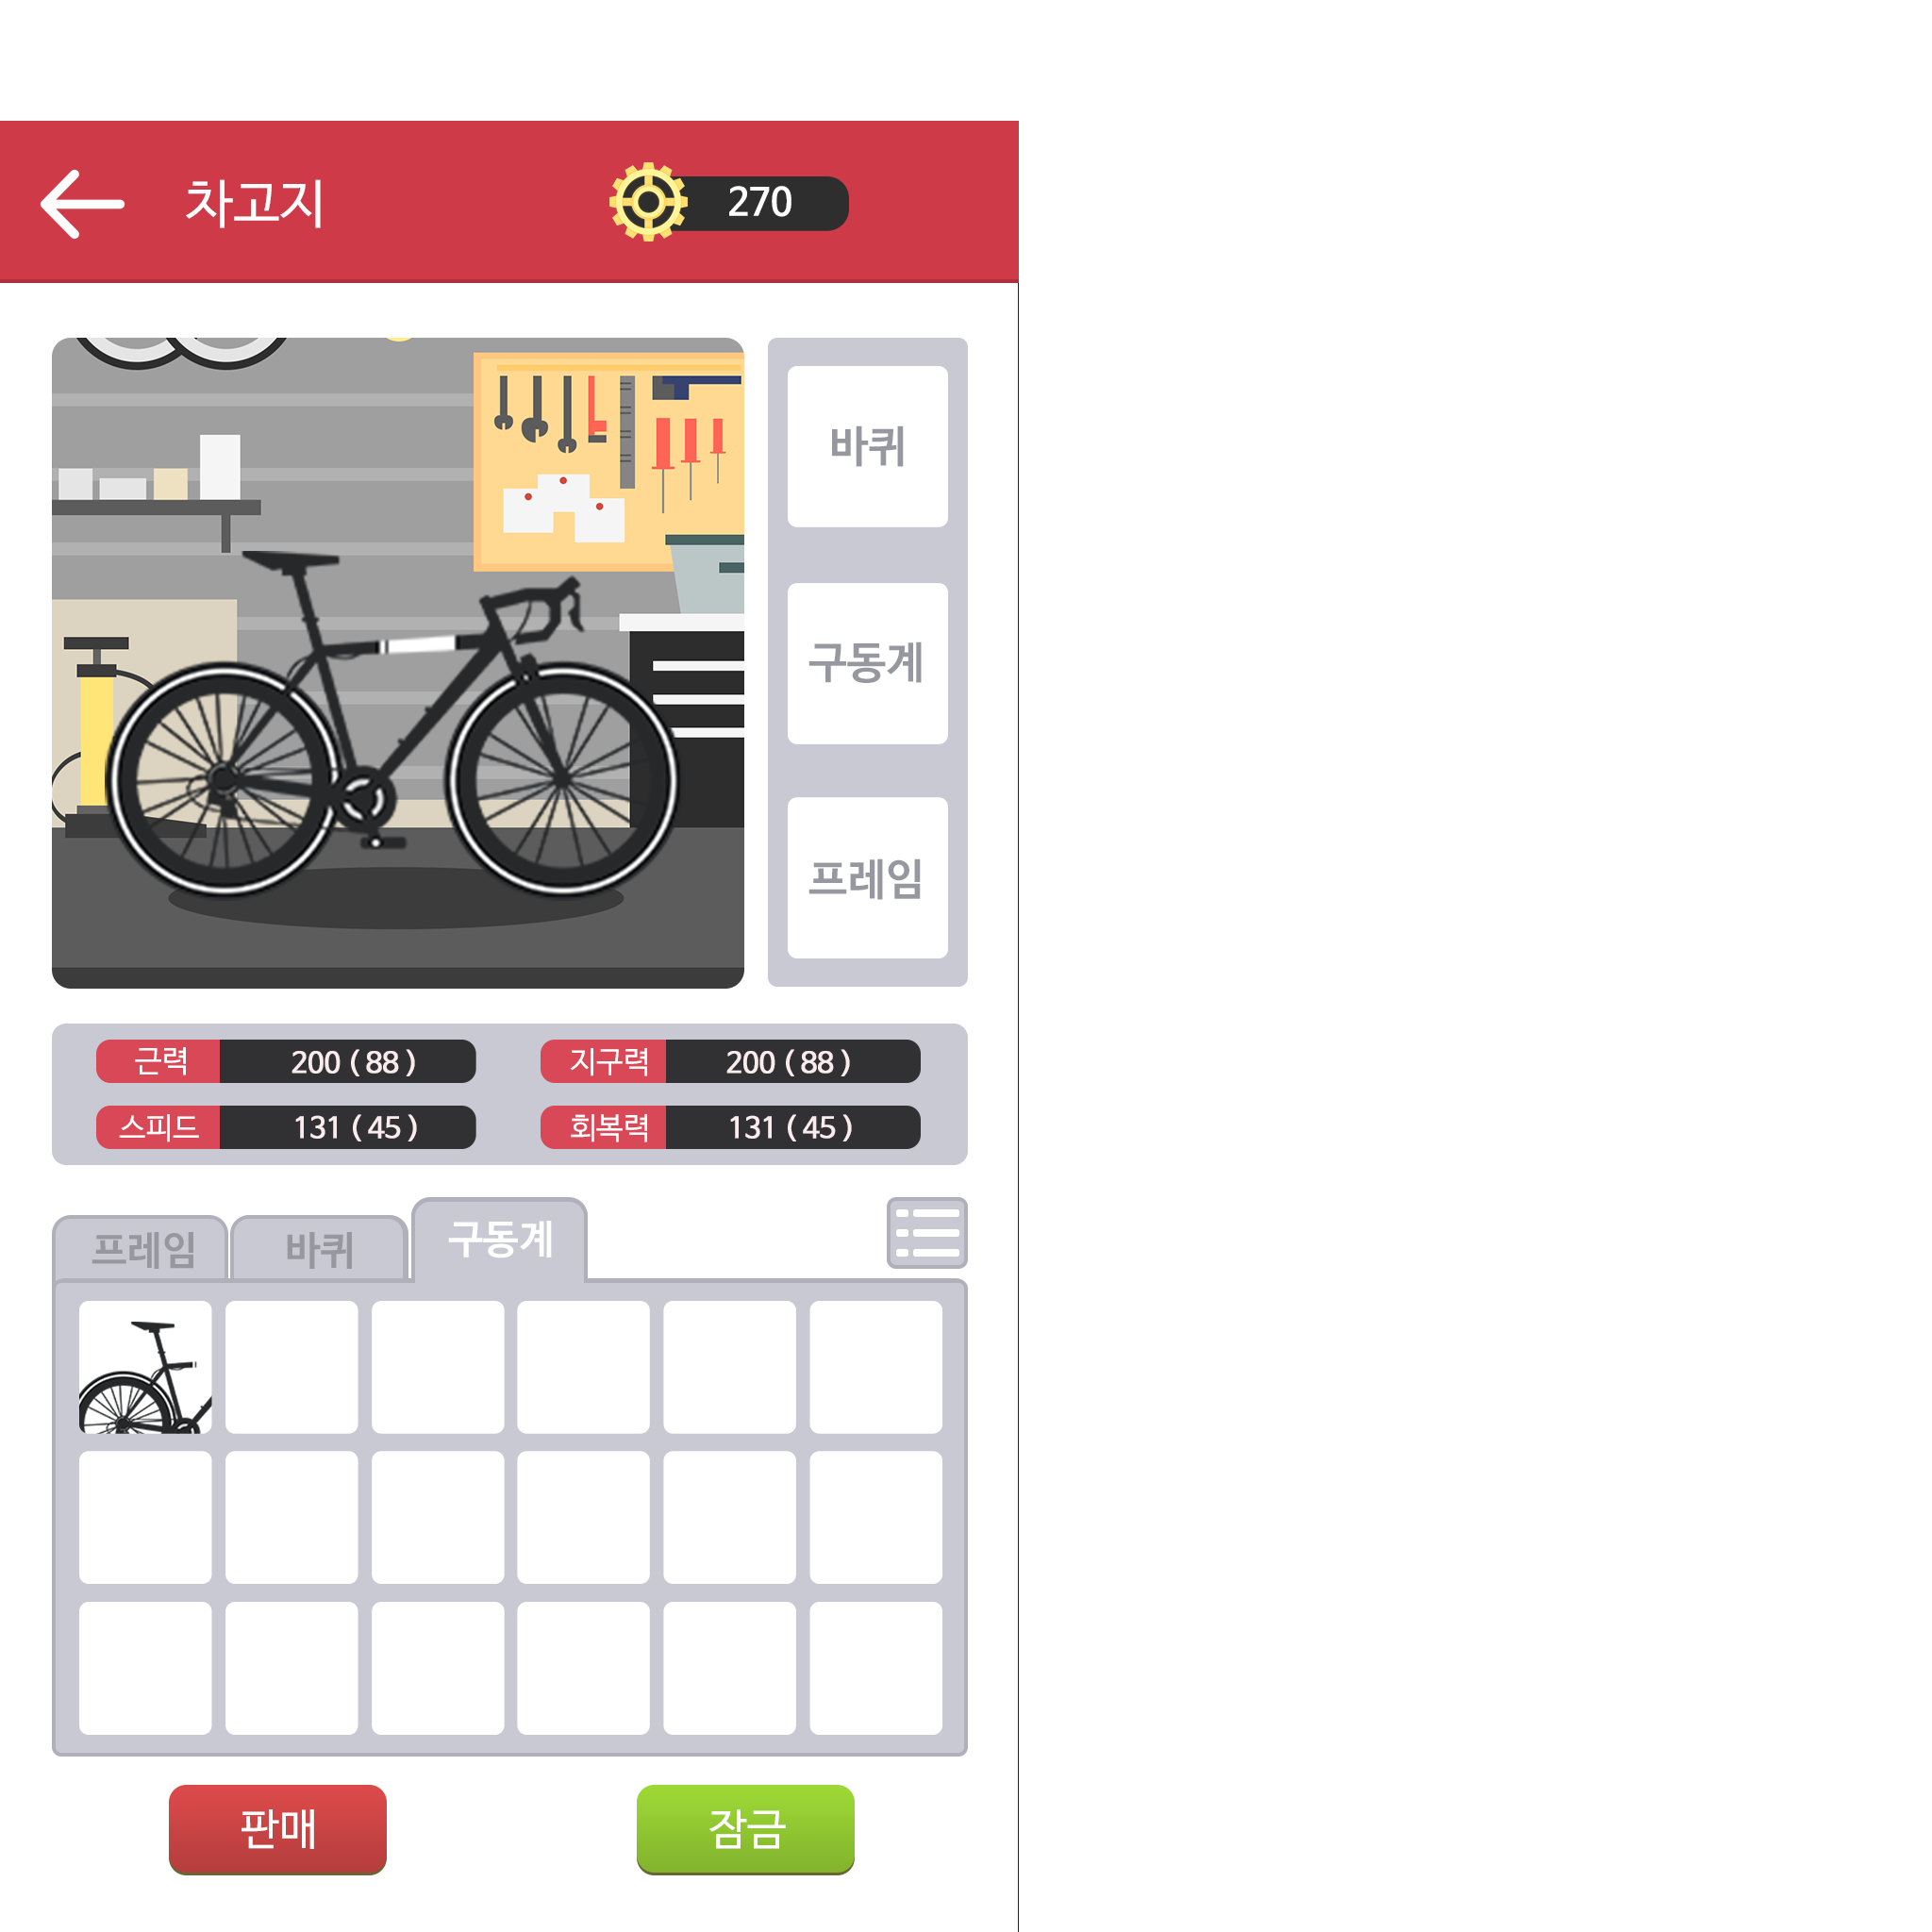 차고지
270
바퀴
구동계
프레임
근력 200 ( 88 )
지구력 200 ( 88 )
스피드 131 ( 45 )
회복력 131 ( 45 )
프레임
바퀴
구동계
판매
잠금